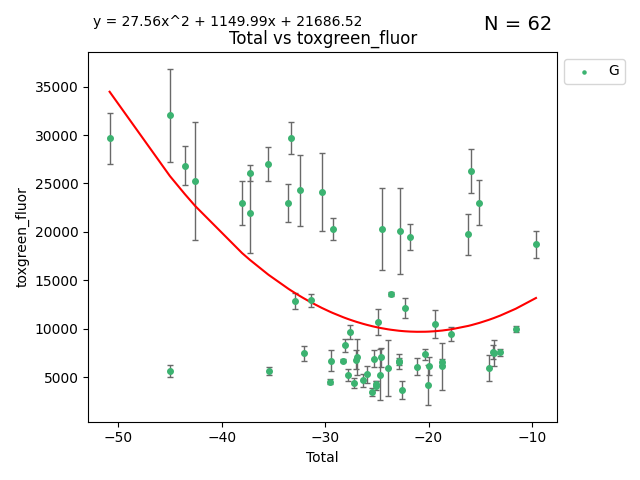 y = 27.56x^2 + 1149.99x + 21686.52
N = 62
Total vs toxgreen_fluor
G
toxgreen_fluor
35000
30000
25000
20000
15000
10000
5000
−50
−40
−30
−20
−10
Total